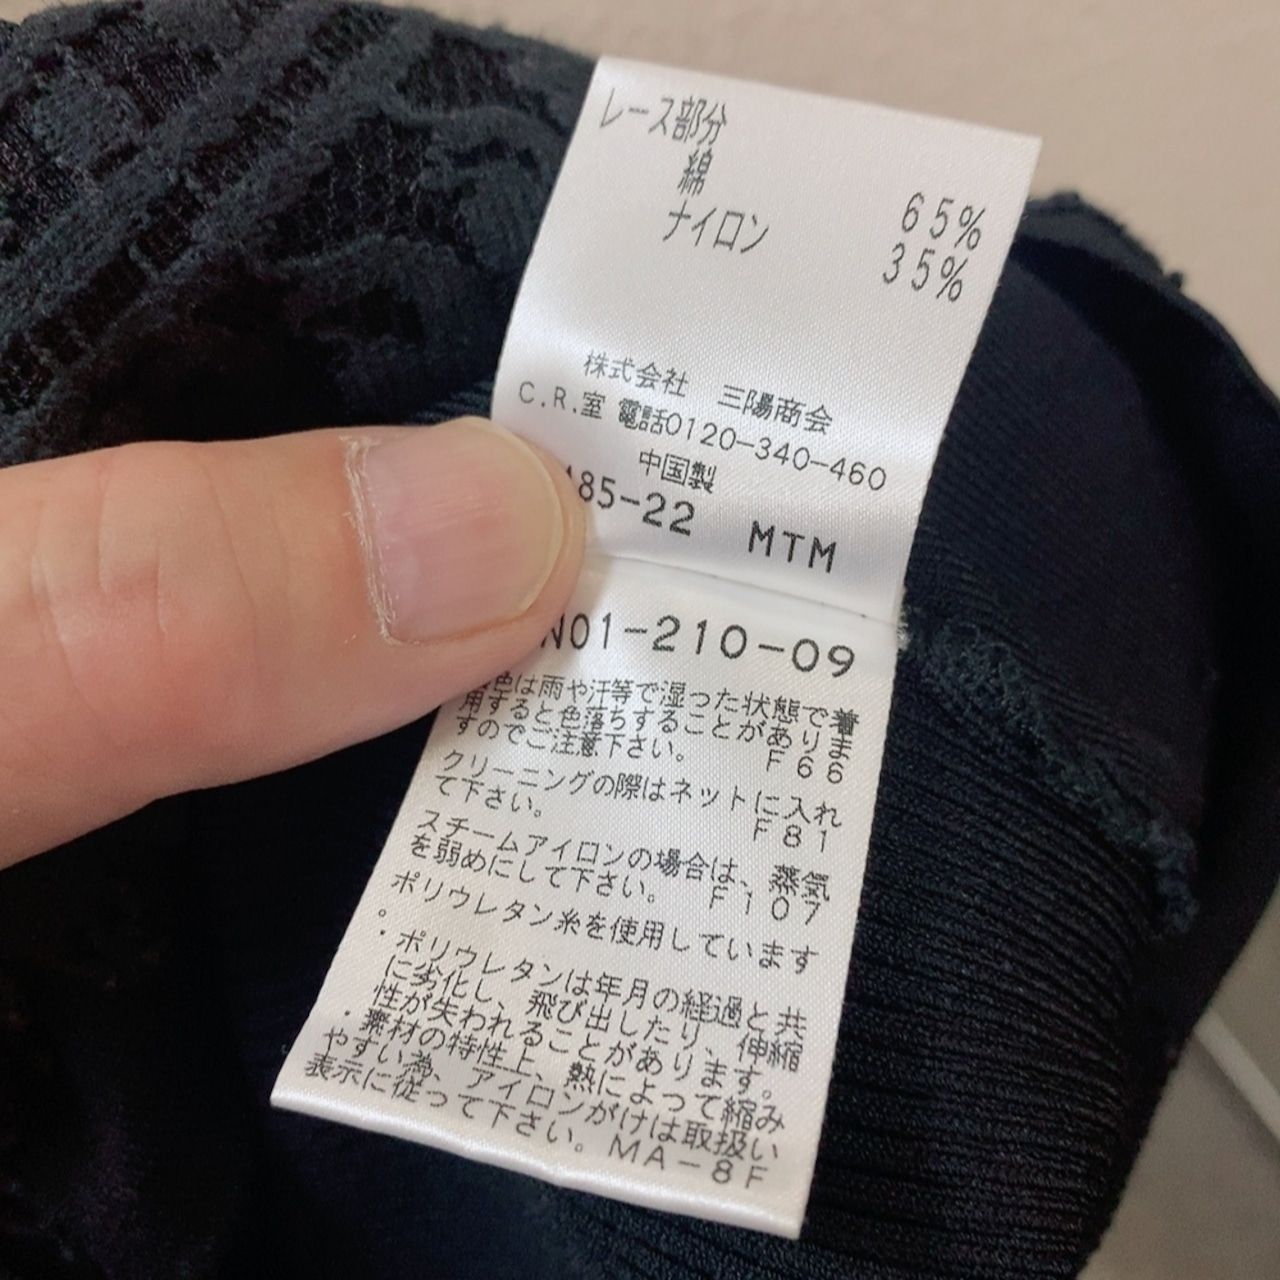 レース部分
綿 65%
ナイロン 35%
株式会社 三陽商会
C.R.室 電話0120-340-460
中国製
185-22 MTM
N01-210-09
色は雨や汗等で湿った状態で着
用すると色落ちすることがありま
すのでご注意下さい。 F66
クリーニングの際はネットに入れ
て下さい。 F81
スチームアイロンの場合は、蒸気
を弱めにして下さい。 F107
ポリウレタン糸を使用しています
。
・ポリウレタンは年月の経過と共
に劣化し、飛び出したり、伸縮
性が失われることがあります。
・素材の特性上、熱によって縮み
やすい為、アイロンがけは取扱い
表示に従って下さい。MA-8F